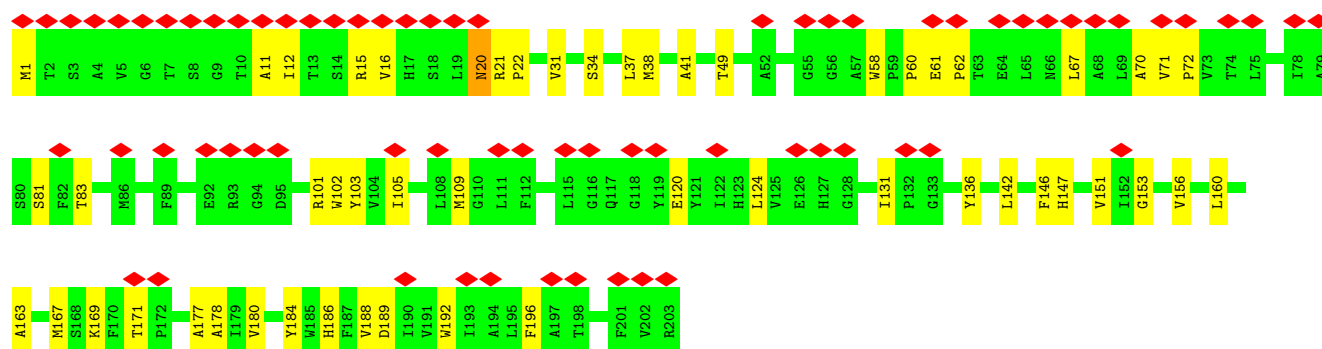 M1 T2 S3 A4 V5 G6 T7 S8 G9 T10 A11 I12 T13 S14 R15 V16 H17 S18 L19 N20 R21 P22 V31 S34 L37 M38 A41 T49 A52 G55 G56 A57 W58 P59 P60 E61 P62 T63 E64 L65 N66 L67 A68 L69 A70 V71 P72 V73 T74 L75 I78 A79
S80 S81 F82 T83 M86 F89 E92 R93 G94 D95 R101 W102 Y103 V104 I105 L108 M109 G110 L111 F112 L115 G116 Q117 G118 Y119 E120 Y121 I122 H123 L124 V125 E126 H127 G128 I131 P132 G133 Y136 L142 F146 H147 V151 I152 G153 V156 L160
A163 M167 S168 K169 F170 T171 P172 A177 A178 I179 V180 Y184 W185 H186 F187 V188 D189 I190 V191 W192 I193 A194 L195 F196 A197 T198 F201 V202 R203